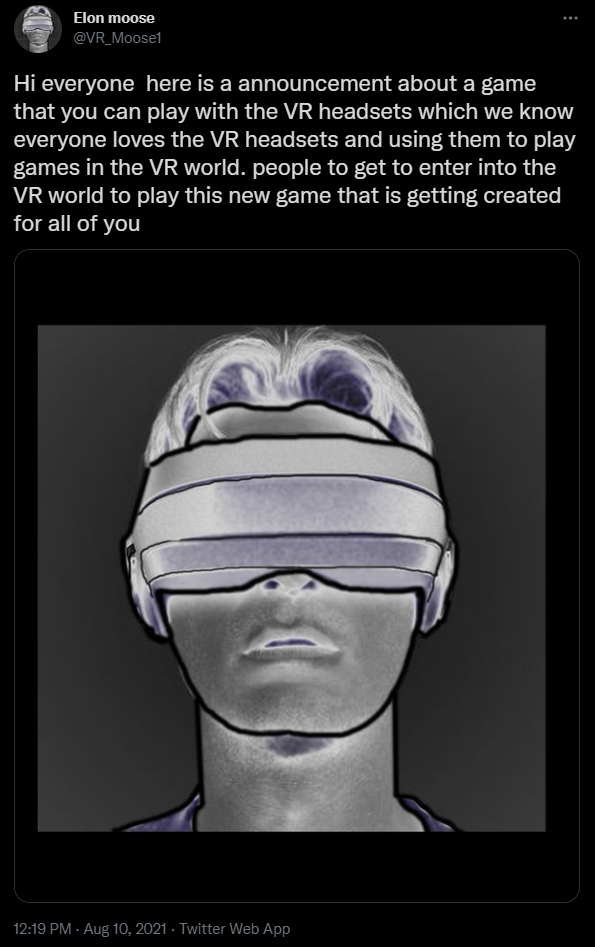 Elon moose
@VR_Moose1
Hi everyone  here is a announcement about a game
that you can play with the VR headsets which we know
everyone loves the VR headsets and using them to play
games in the VR world. people to get to enter into the
VR world to play this new game that is getting created
for all of you
12:19 PM · Aug 10, 2021 · Twitter Web App